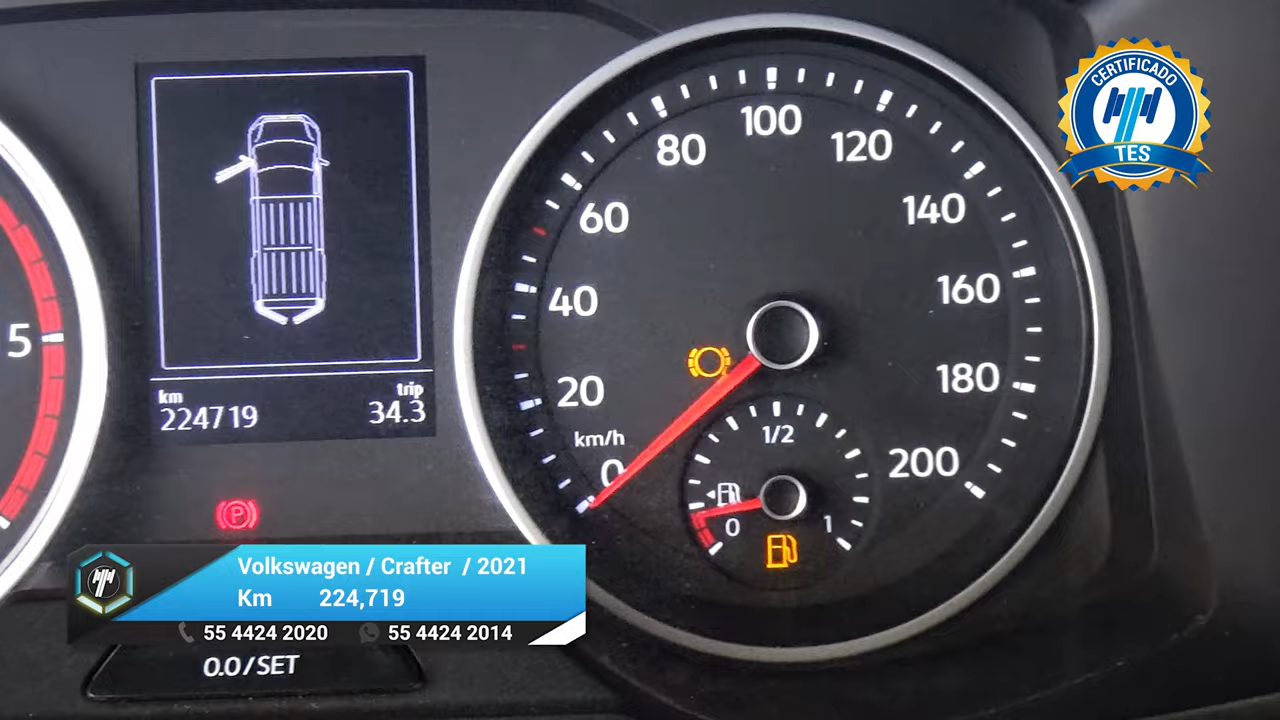 CERTIFICADO
TES
km
224719
trip
34.3
5
0
20
40
60
80
100
120
140
160
180
200
km/h
1/2
0
1
P
Volkswagen / Crafter / 2021
Km 224,719
55 4424 2020 55 4424 2014
0.0/SET